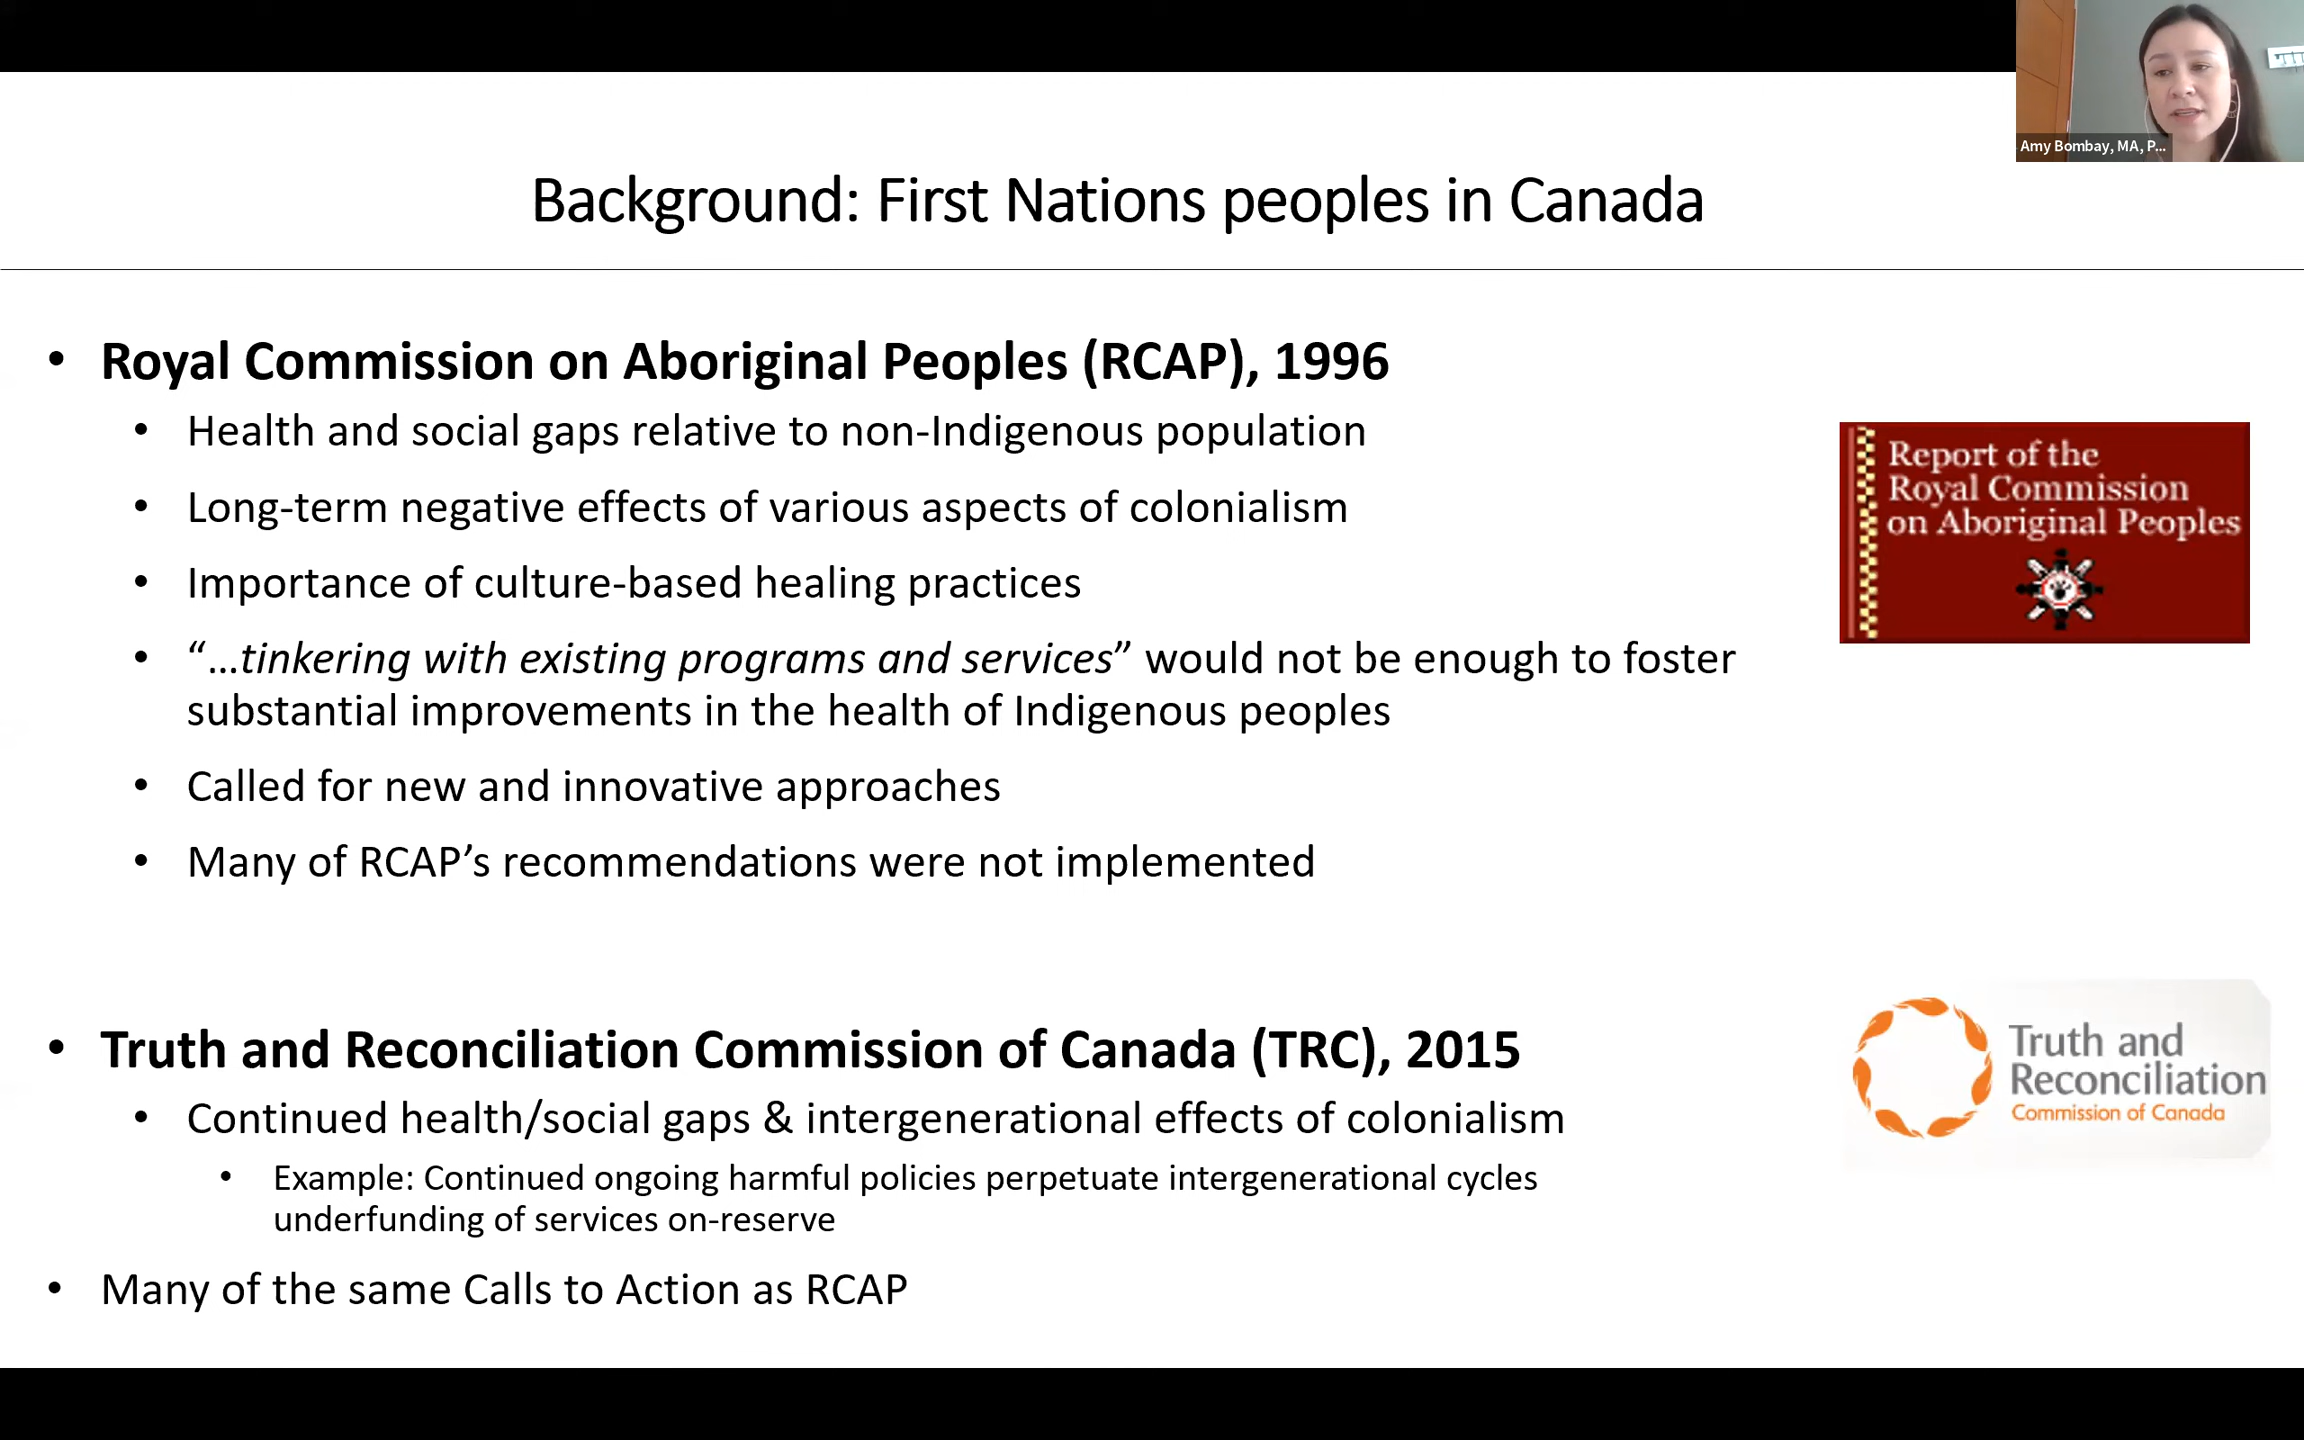 Amy Bombay, MA, P...
Background: First Nations peoples in Canada
• Royal Commission on Aboriginal Peoples (RCAP), 1996
• Health and social gaps relative to non-Indigenous population
• Long-term negative effects of various aspects of colonialism
• Importance of culture-based healing practices
• “…tinkering with existing programs and services” would not be enough to foster
substantial improvements in the health of Indigenous peoples
• Called for new and innovative approaches
• Many of RCAP’s recommendations were not implemented
Report of the
Royal Commission
on Aboriginal Peoples
• Truth and Reconciliation Commission of Canada (TRC), 2015
• Continued health/social gaps & intergenerational effects of colonialism
• Example: Continued ongoing harmful policies perpetuate intergenerational cycles
underfunding of services on-reserve
• Many of the same Calls to Action as RCAP
Truth and
Reconciliation
Commission of Canada